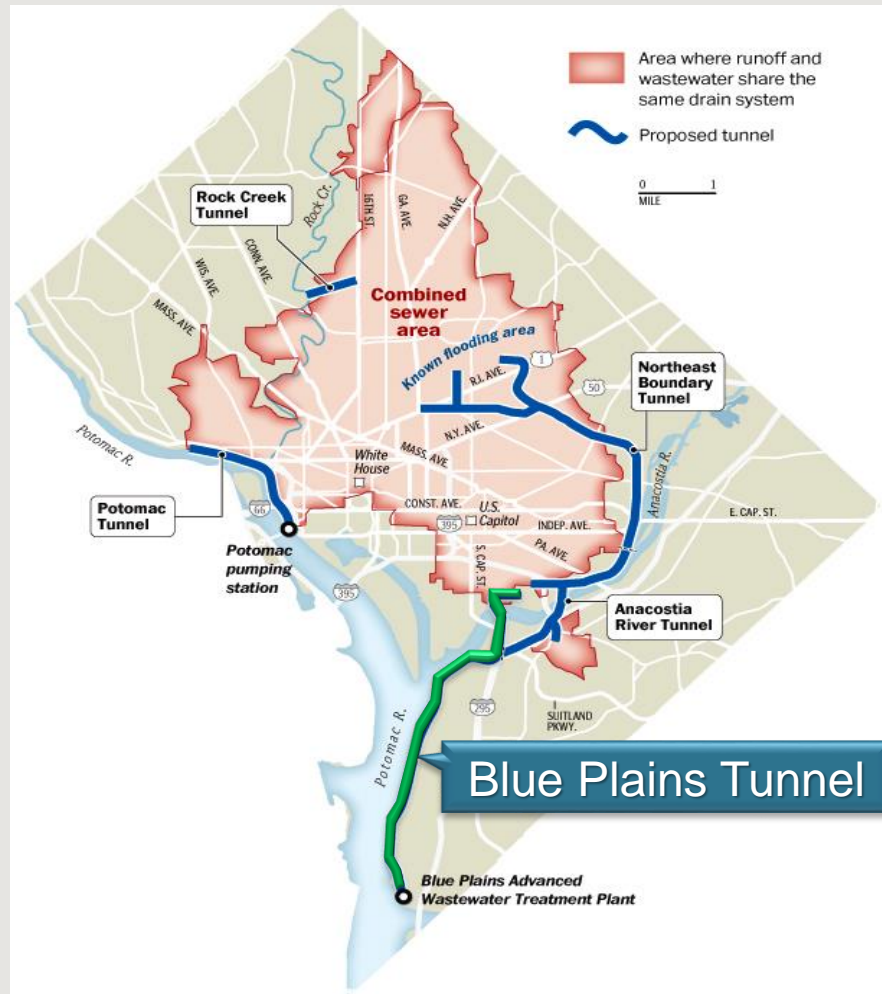 Area where runoff and
wastewater share the
same drain system
Proposed tunnel
0 1
MILE
Rock Creek
Tunnel
Rock Cr.
16TH ST.
GA. AVE.
N.H. AVE.
WIS. AVE.
CONN. AVE.
MASS. AVE.
Combined
sewer
area
Known flooding area
1
R.I. AVE.
50
Northeast
Boundary
Tunnel
N.Y. AVE.
Potomac R.
White
House
MASS. AVE.
Anacostia R.
Potomac
Tunnel
66
CONST. AVE.
U.S.
Capitol
395
INDEP. AVE.
E. CAP. ST.
PA. AVE.
Potomac
pumping
station
395
S. CAP. ST.
Anacostia
River Tunnel
295
SUITLAND
PKWY.
Potomac R.
Blue Plains Tunnel
Blue Plains Advanced
Wastewater Treatment Plant